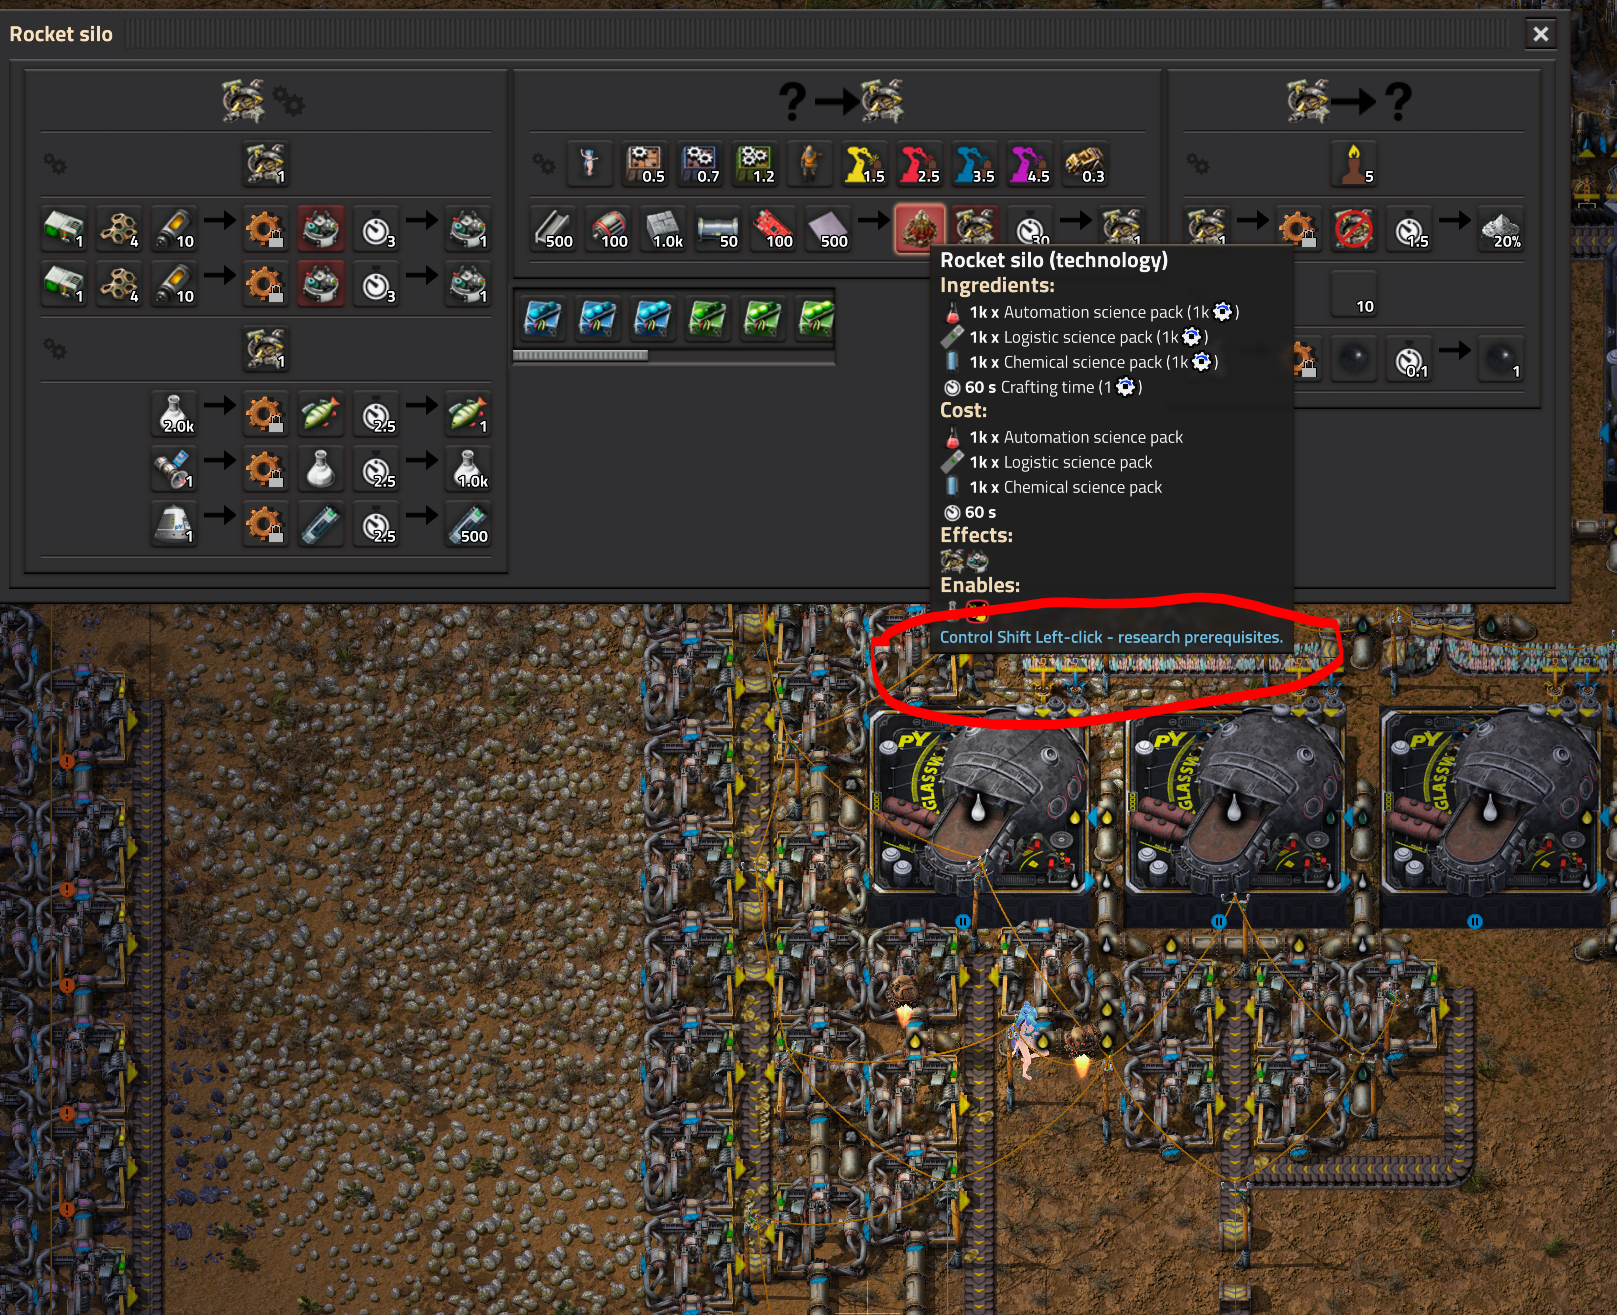 Rocket silo
1
0.5
0.7
1.2
1.5
2.5
3.5
4.5
0.3
5
1
4
10
3
1
500
100
1.0k
50
100
500
30
1
1
1.5
20%
1
4
10
3
1
10
1
0.1
1
2.0k
2.5
1
1
2.5
1.0k
1
2.5
500
Rocket silo (technology)
Ingredients:
1k x Automation science pack (1k )
1k x Logistic science pack (1k )
1k x Chemical science pack (1k )
60 s Crafting time (1 )
Cost:
1k x Automation science pack
1k x Logistic science pack
1k x Chemical science pack
60 s
Effects:
Enables:
Control Shift Left-click - research prerequisites.
PY
PY
PY